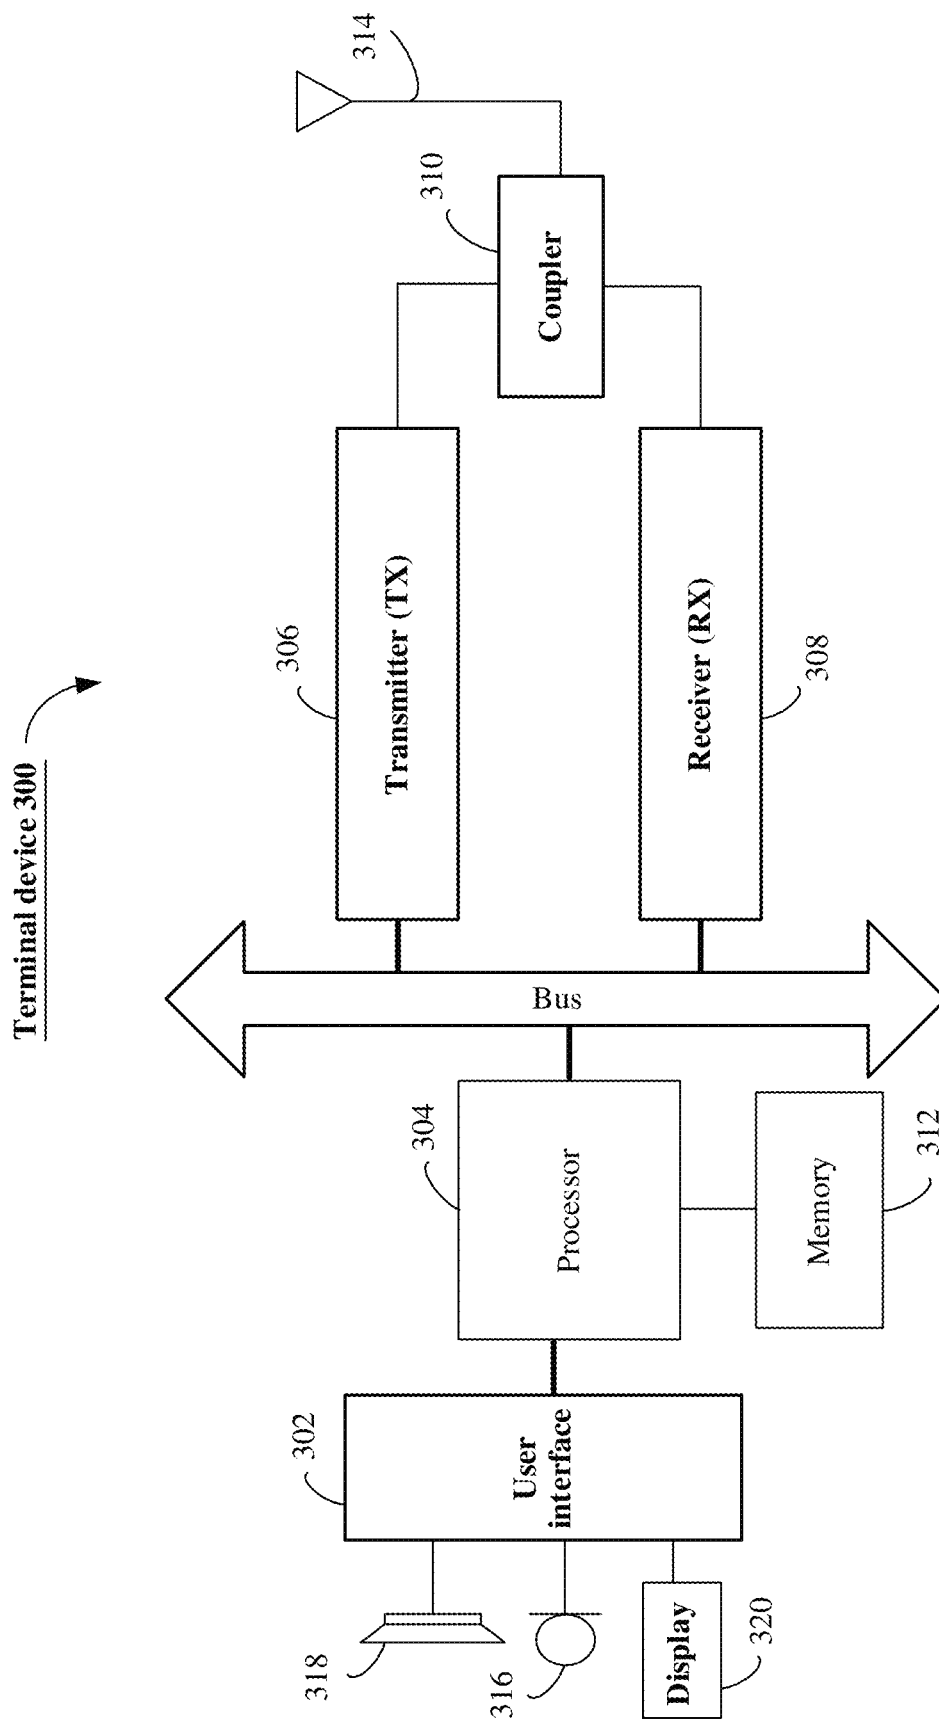 Terminal device 300
318
316
Display
320
302
User
interface
304
Processor
Memory
312
Bus
306
Transmitter (TX)
Receiver (RX)
308
310
Coupler
314